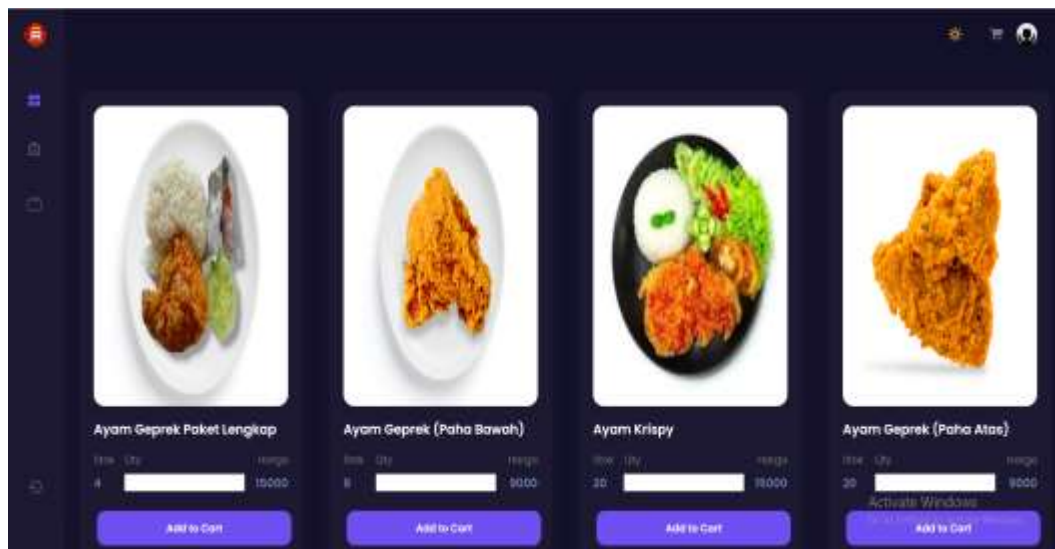 Ayam Geprek Paket Lengkap
Stok Qty Harga
4 15000
Add to Cart
Ayam Geprek (Paha Bawah)
Stok Qty Harga
9000
Add to Cart
Ayam Krispy
Stok Qty Harga
20 15000
Add to Cart
Ayam Geprek (Paha Atas)
Stok Qty Harga
20 9000
Add to Cart
Activate Windows